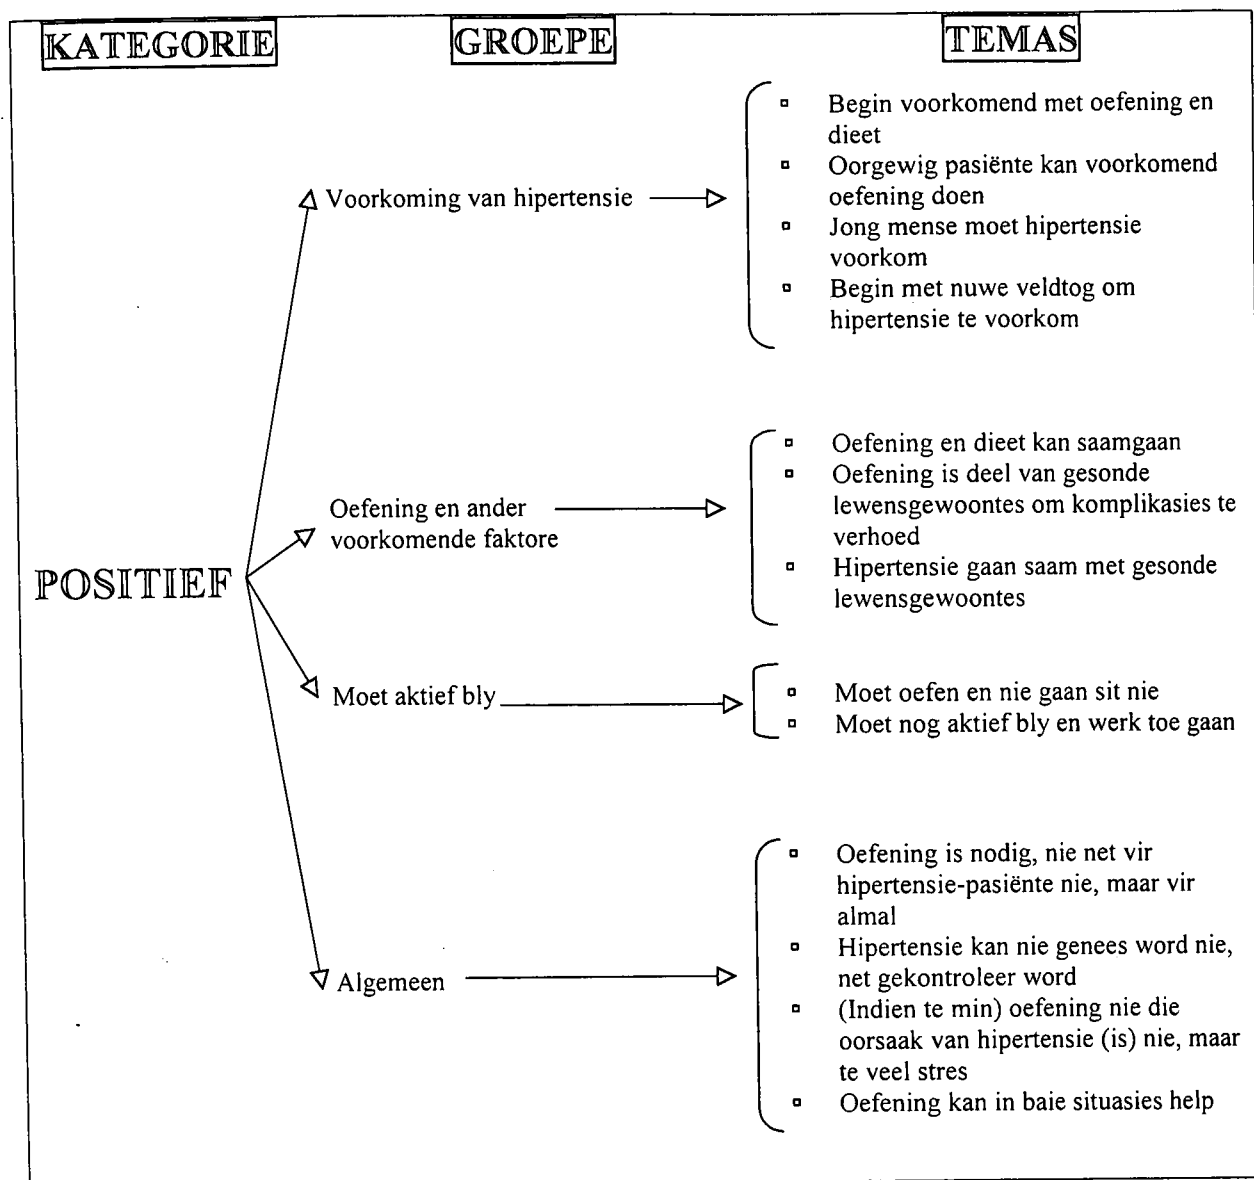 KATEGORIE
GROEPE
TEMAS
POSITIEF
Voorkoming van hipertensie
Begin voorkomend met oefening en
dieet
Oorgewig pasiënte kan voorkomend
oefening doen
Jong mense moet hipertensie
voorkom
Begin met nuwe veldtog om
hipertensie te voorkom
Oefening en ander
voorkomende faktore
Oefening en dieet kan saamgaan
Oefening is deel van gesonde
lewensgewoontes om komplikasies te
verhoed
Hipertensie gaan saam met gesonde
lewensgewoontes
Moet aktief bly
Moet oefen en nie gaan sit nie
Moet nog aktief bly en werk toe gaan
Algemeen
Oefening is nodig, nie net vir
hipertensie-pasiënte nie, maar vir
almal
Hipertensie kan nie genees word nie,
net gekontroleer word
(Indien te min) oefening nie die
oorsaak van hipertensie (is) nie, maar
te veel stres
Oefening kan in baie situasies help